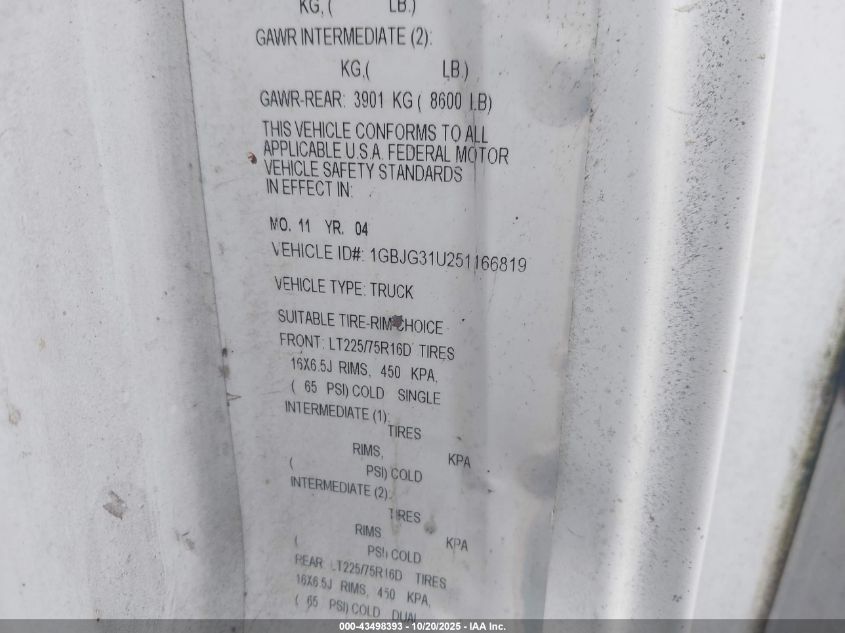 KG, ( LB.)
GAWR INTERMEDIATE (2):
KG,( LB.)
GAWR-REAR: 3901 KG ( 8600 LB)
THIS VEHICLE CONFORMS TO ALL
APPLICABLE U.S.A. FEDERAL MOTOR
VEHICLE SAFETY STANDARDS
IN EFFECT IN:
MO. 11 YR. 04
VEHICLE ID#: 1GBJG31U251166819
VEHICLE TYPE: TRUCK
SUITABLE TIRE-RIM CHOICE
FRONT: LT225/75R16D TIRES
16X6.5J RIMS, 450 KPA,
( 65 PSI) COLD SINGLE
INTERMEDIATE (1):
TIRES
RIMS, KPA
( PSI) COLD
INTERMEDIATE (2):
TIRES
RIMS KPA
( PSI) COLD
REAR: LT225/75R16D TIRES
16X6.5J RIMS, 450 KPA,
( 65 PSI) COLD DUAL
000-43498393 - 10/20/2025 - IAA Inc.